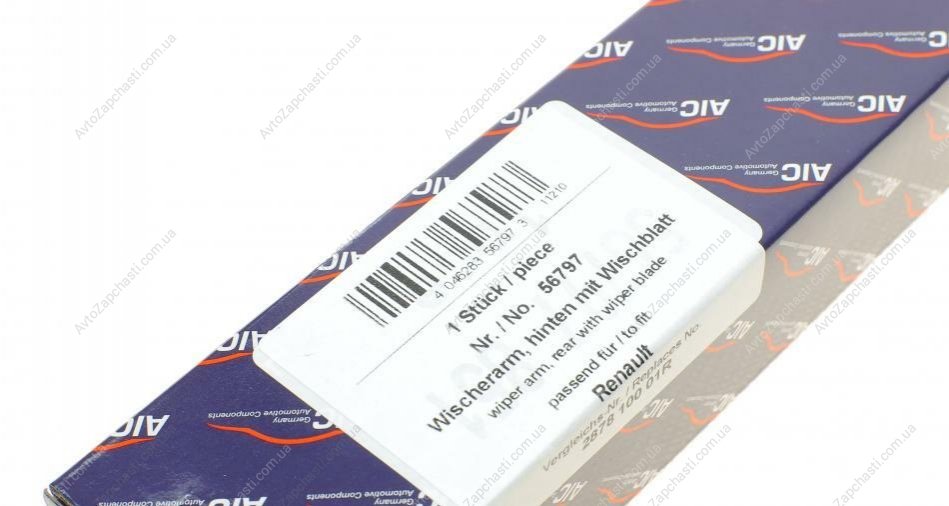 4 046283 56797 3
11210
1 Stück / piece
Nr. / No. 56797
Wischerarm, hinten mit Wischblatt
wiper arm, rear with wiper blade
passend für / to fit
Renault
Vergleichs-Nr. / Replaces No.
2878 100 01R
AIC
Germany
Automotive Components
AvtoZapchasti.com.ua